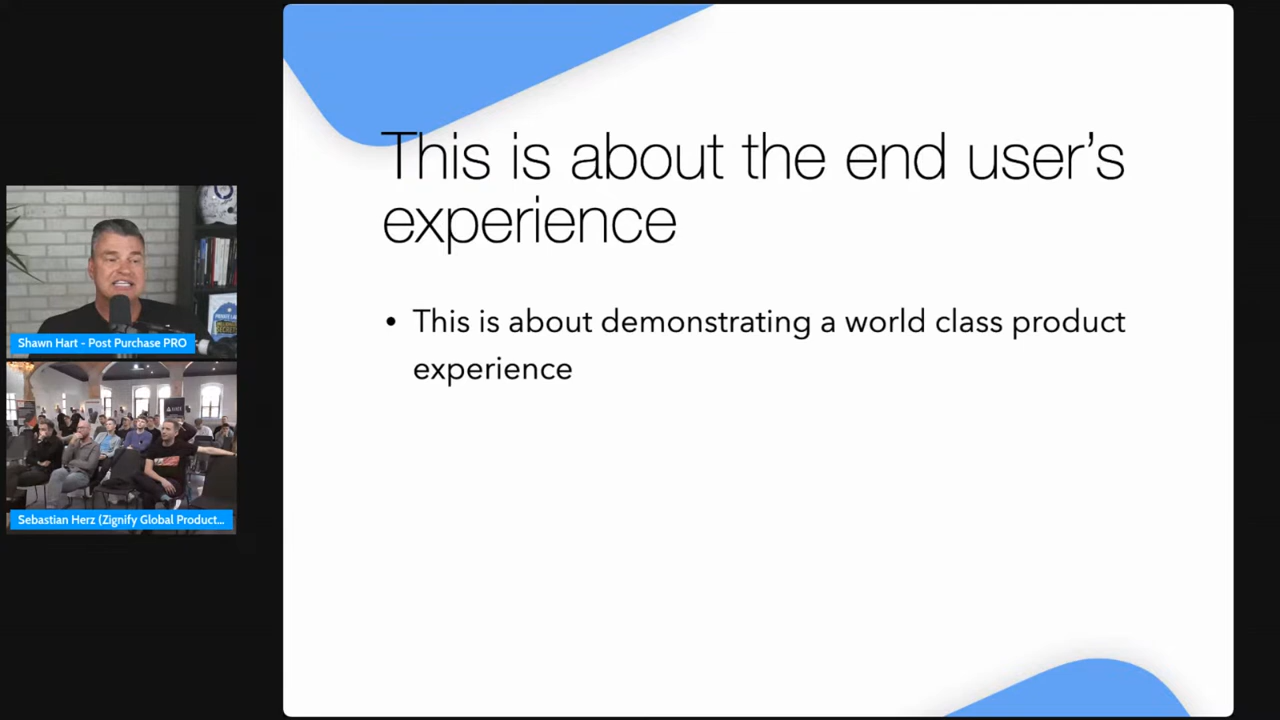 This is about the end user’s
experience
• This is about demonstrating a world class product
experience
Shawn Hart - Post Purchase PRO
Sebastian Herz (Zignify Global Product...